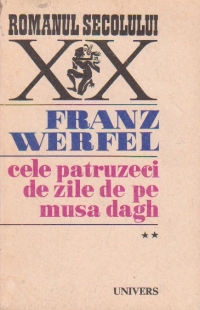 ROMANUL SECOLULUI
XX
FRANZ
WERFEL
cele patruzeci
de zile de pe
musa dagh
**
UNIVERS